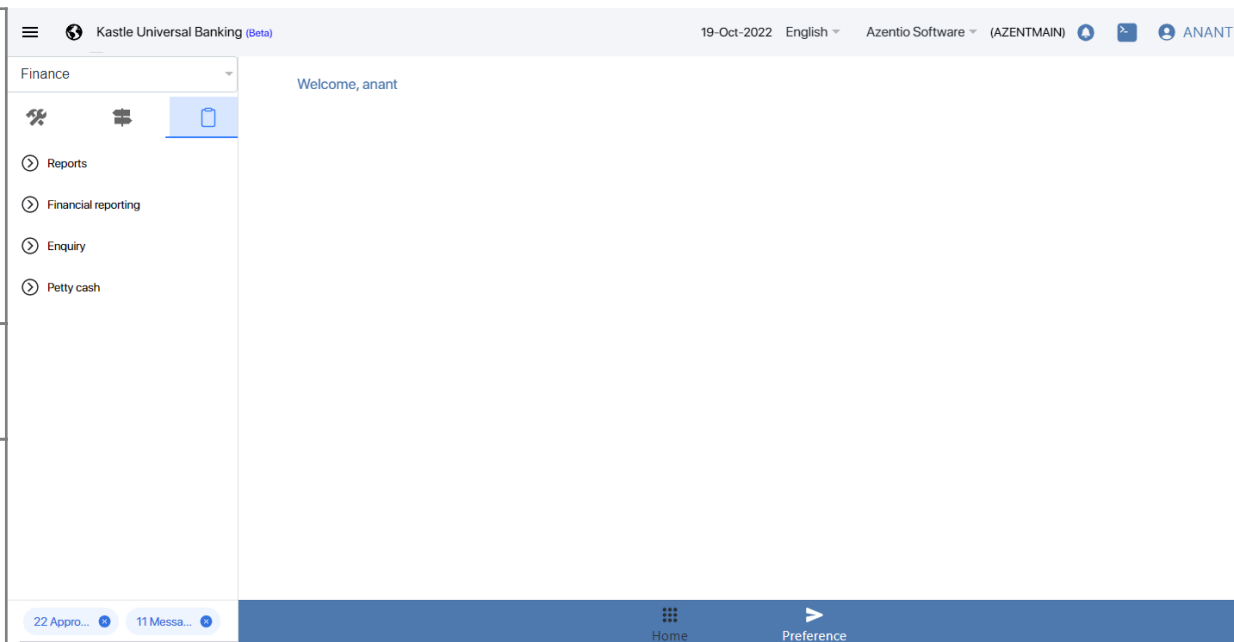 Kastle Universal Banking (Beta)
19-Oct-2022 English Azentio Software (AZENTMAIN) ANANT
Finance
Welcome, anant
Reports
Financial reporting
Enquiry
Petty cash
22 Appro... 11 Messa...
Home Preference